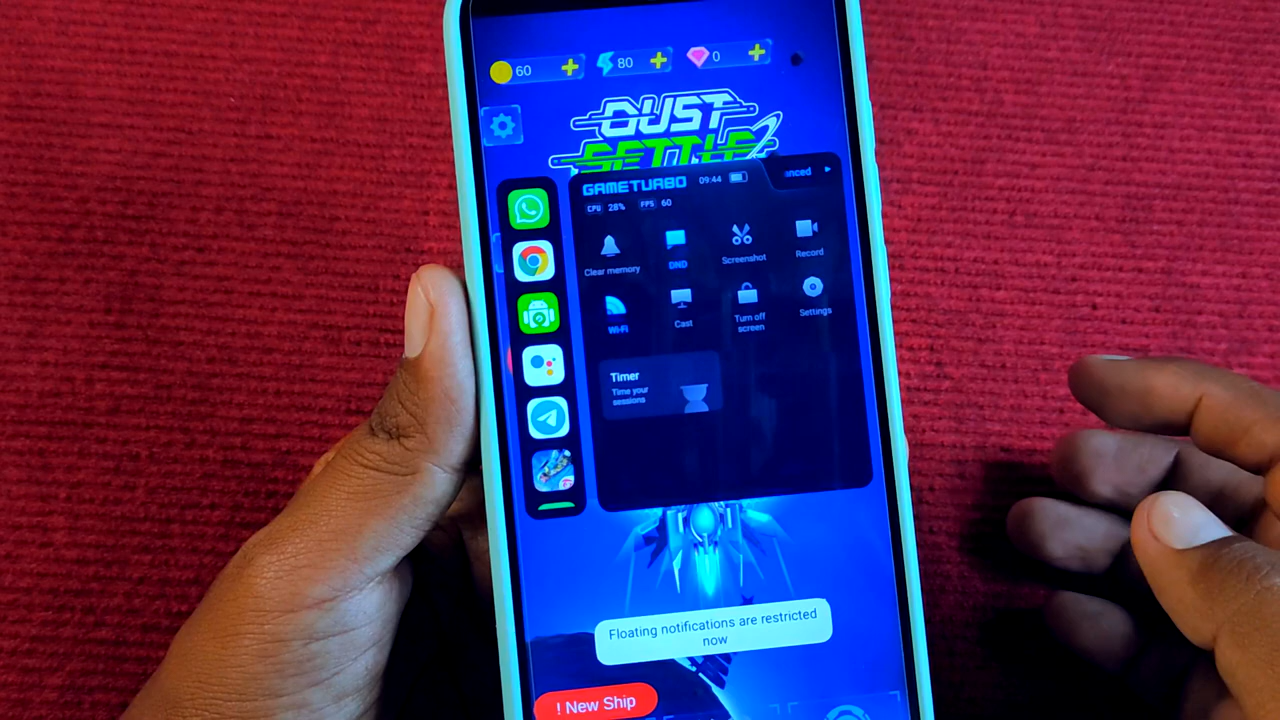 60
80
0
DUST
SETTLE
GAMETURBO 09:44
nced
CPU 28% FPS 60
Clear memory
DND
Screenshot
Record
Wi-Fi
Cast
Turn off
screen
Settings
Timer
Time your
sessions
Floating notifications are restricted
now
! New Ship